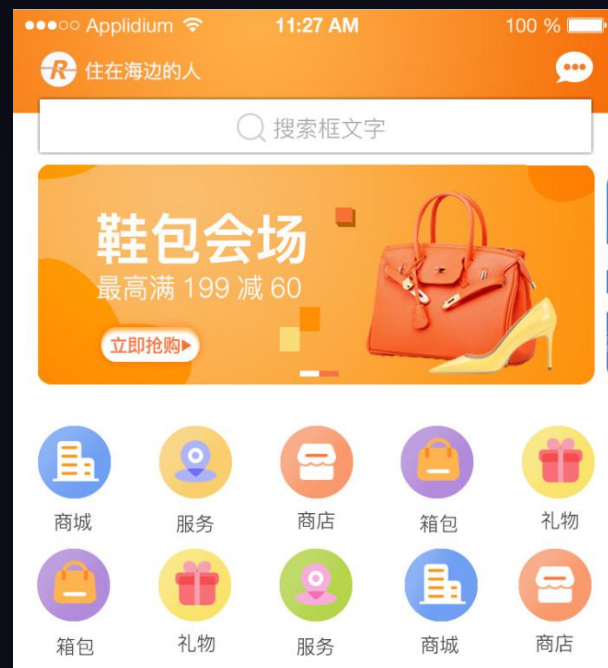 ●●●○○ Applidium 11:27 AM 100 %
R 住在海边的人
搜索框文字
鞋包会场
最高满 199 减 60
立即抢购▶
商城 服务 商店 箱包 礼物
箱包 礼物 服务 商城 商店